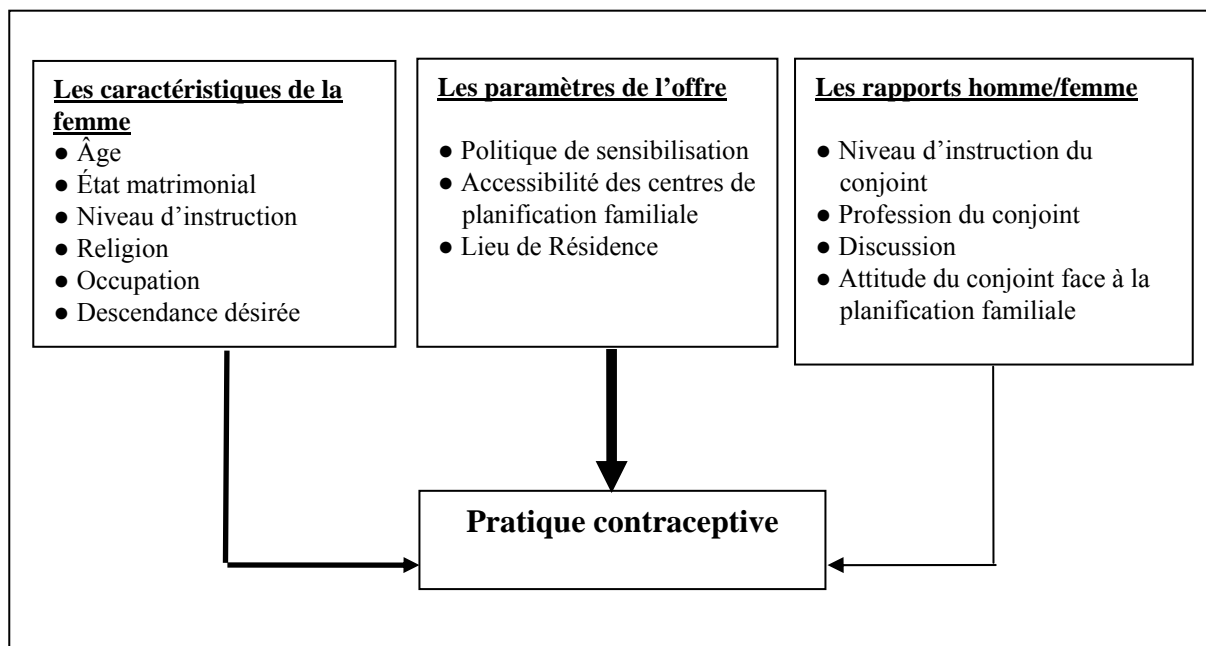 Les caractéristiques de la
femme
● Âge
● État matrimonial
● Niveau d’instruction
● Religion
● Occupation
● Descendance désirée
Les paramètres de l’offre
● Politique de sensibilisation
● Accessibilité des centres de
planification familiale
● Lieu de Résidence
Les rapports homme/femme
● Niveau d’instruction du
conjoint
● Profession du conjoint
● Discussion
● Attitude du conjoint face à la
planification familiale
Pratique contraceptive